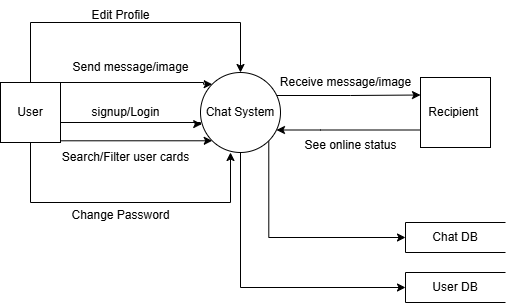 Edit Profile
Send message/image
Receive message/image
User
signup/Login
Chat System
Recipient
See online status
Search/Filter user cards
Change Password
Chat DB
User DB